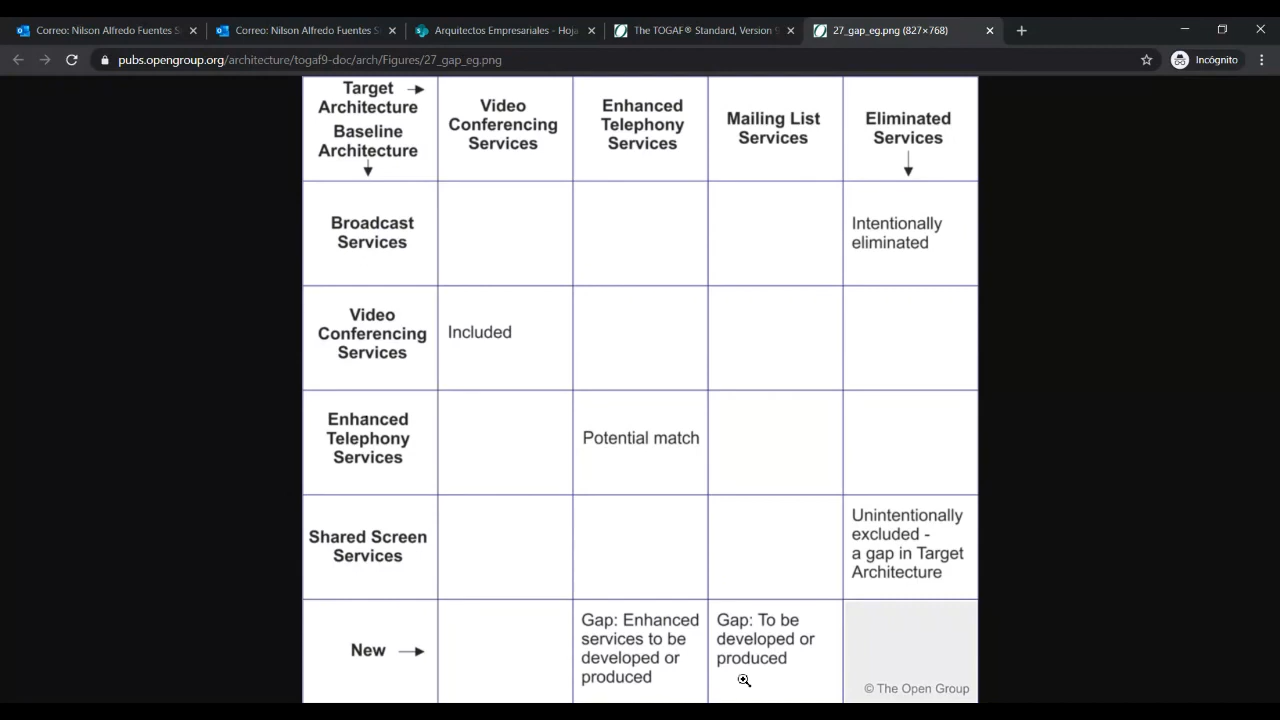 Correo: Nilson Alfredo Fuentes S
Correo: Nilson Alfredo Fuentes S
Arquitectos Empresariales - Hoja
The TOGAF® Standard, Version 9
27_gap_eg.png (827×768)
pubs.opengroup.org/architecture/togaf9-doc/arch/Figures/27_gap_eg.png
Incógnito
Target
Architecture
Baseline
Architecture
Video
Conferencing
Services
Enhanced
Telephony
Services
Mailing List
Services
Eliminated
Services
Broadcast
Services
Intentionally
eliminated
Video
Conferencing
Services
Included
Enhanced
Telephony
Services
Potential match
Shared Screen
Services
Unintentionally
excluded -
a gap in Target
Architecture
New
Gap: Enhanced
services to be
developed or
produced
Gap: To be
developed or
produced
© The Open Group